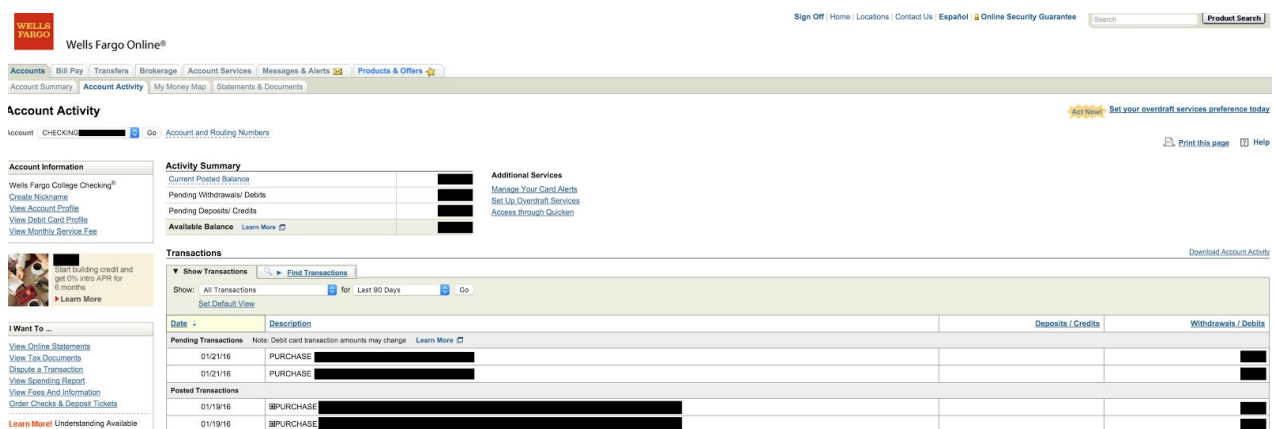 Sign Off | Home | Locations | Contact Us | Español | Online Security Guarantee Search Product Search
WELLS
FARGO
Wells Fargo Online®
Accounts Bill Pay Transfers Brokerage Account Services Messages & Alerts Products & Offers
Account Summary Account Activity My Money Map Statements & Documents
Account Activity
Act Now! Set your overdraft services preference today
Account CHECKING Go Account and Routing Numbers
Print this page ? Help
Account Information
Wells Fargo College Checking®
Create Nickname
View Account Profile
View Debit Card Profile
View Monthly Service Fee
Start building credit and
get 0% intro APR for
6 months
Learn More
I Want To ...
View Online Statements
View Tax Documents
Dispute a Transaction
View Spending Report
View Fees And Information
Order Checks & Deposit Tickets
Learn More! Understanding Available
Activity Summary
Current Posted Balance
Pending Withdrawals/ Debits
Pending Deposits/ Credits
Available Balance Learn More
Additional Services
Manage Your Card Alerts
Set Up Overdraft Services
Access through Quicken
Transactions
Download Account Activity
Show Transactions Find Transactions
Show: All Transactions for Last 90 Days Go
Set Default View
Date Description Deposits / Credits Withdrawals / Debits
Pending Transactions Note: Debit card transaction amounts may change Learn More
01/21/16 PURCHASE
01/21/16 PURCHASE
Posted Transactions
01/19/16 PURCHASE
01/19/16 PURCHASE